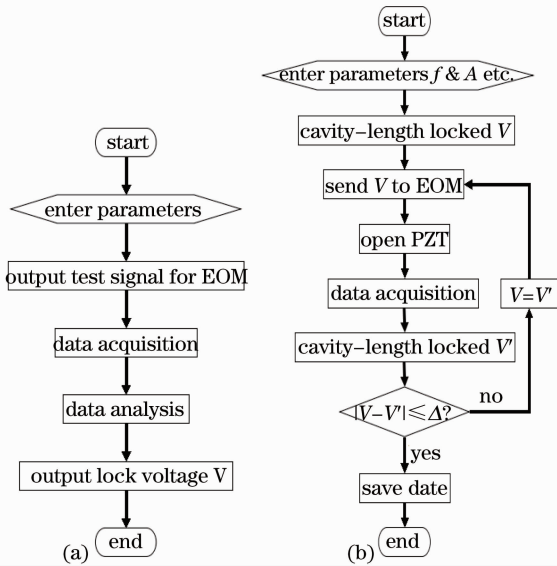 start
enter parameters
output test signal for EOM
data acquisition
data analysis
output lock voltage V
end
(a)
start
enter parameters f & A etc.
cavity-length locked V
send V to EOM
open PZT
data acquisition
cavity-length locked V'
|V-V'|≤Δ?
no
V=V'
yes
save date
end
(b)